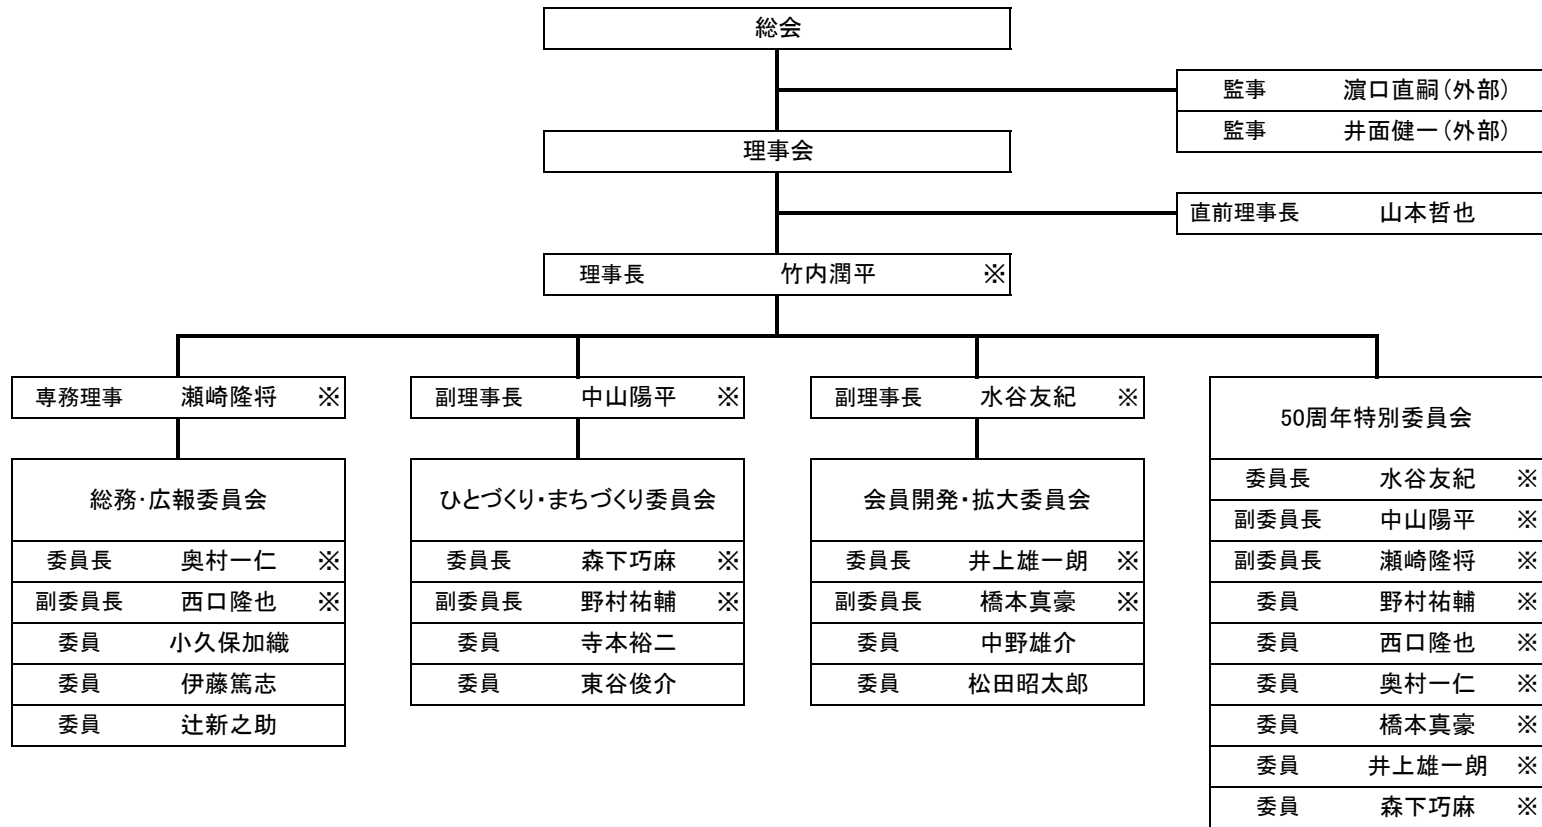 総会
監事 濵口直嗣(外部)
監事 井面健一(外部)
理事会
直前理事長 山本哲也
理事長 竹内潤平 ※
専務理事 瀬崎隆将 ※
総務・広報委員会
委員長 奥村一仁 ※
副委員長 西口隆也 ※
委員 小久保加織
委員 伊藤篤志
委員 辻新之助
副理事長 中山陽平 ※
ひとづくり・まちづくり委員会
委員長 森下巧麻 ※
副委員長 野村祐輔 ※
委員 寺本裕二
委員 東谷俊介
副理事長 水谷友紀 ※
会員開発・拡大委員会
委員長 井上雄一朗 ※
副委員長 橋本真豪 ※
委員 中野雄介
委員 松田昭太郎
50周年特別委員会
委員長 水谷友紀 ※
副委員長 中山陽平 ※
副委員長 瀬崎隆将 ※
委員 野村祐輔 ※
委員 西口隆也 ※
委員 奥村一仁 ※
委員 橋本真豪 ※
委員 井上雄一朗 ※
委員 森下巧麻 ※